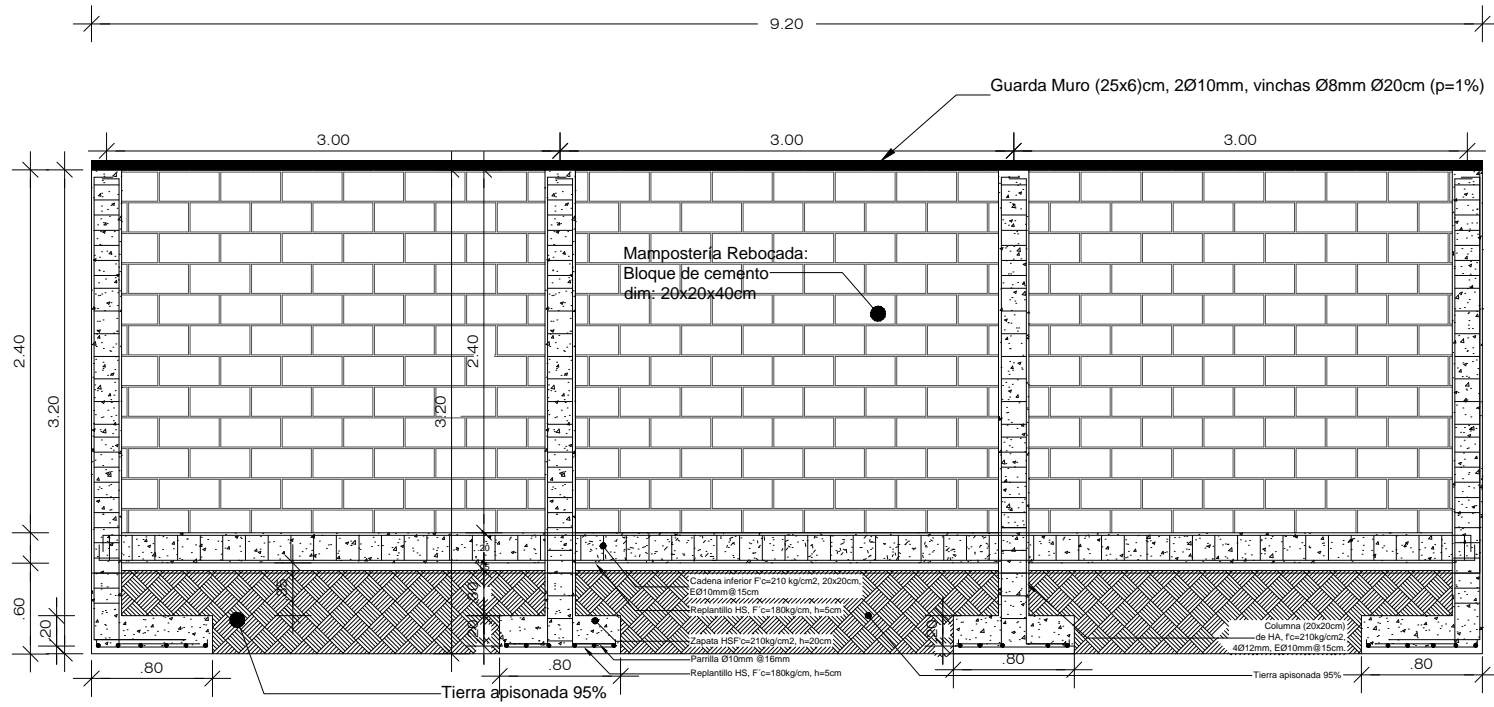 9.20
Guarda Muro (25x6)cm, 2Ø10mm, vinchas Ø8mm Ø20cm (p=1%)
3.00
3.00
3.00
Mampostería Rebocada:
Bloque de cemento
dim: 20x20x40cm
2.40
3.20
2.40
3.20
.60
.20
.20
.35
.30
.20
.20
Cadena inferior F'c=210 kg/cm2, 20x20cm,
EØ10mm@15cm
Replantillo HS, F´c=180kg/cm, h=5cm
Zapata HSF'c=210kg/cm2, h=20cm
Parrilla Ø10mm @16mm
Replantillo HS, F´c=180kg/cm, h=5cm
Columna (20x20cm)
de HA, f'c=210kg/cm2,
4Ø12mm, EØ10mm@15cm.
Tierra apisonada 95%
.80
.80
.80
.80
Tierra apisonada 95%